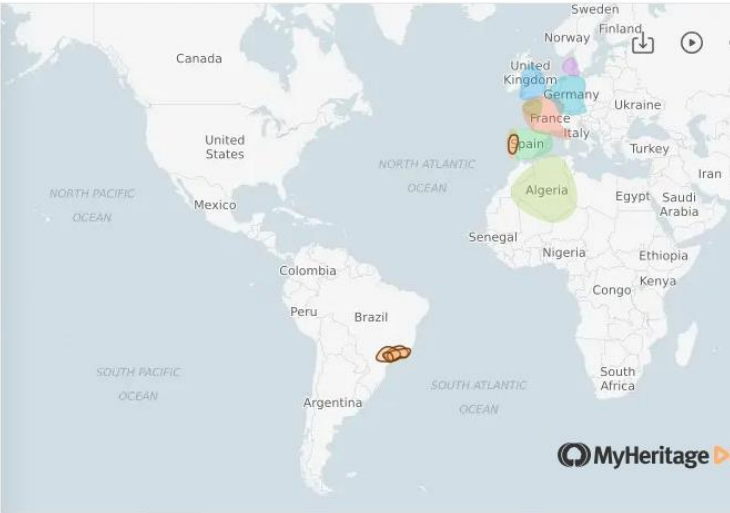 Sweden
Finland
Norway
Canada
United
Kingdom
Germany
Ukraine
France
Italy
United
States
Spain
Turkey
NORTH ATLANTIC
OCEAN
Iran
NORTH PACIFIC
OCEAN
Mexico
Algeria
Egypt
Saudi
Arabia
Senegal
Nigeria
Ethiopia
Colombia
Kenya
Congo
Peru
Brazil
SOUTH PACIFIC
OCEAN
SOUTH ATLANTIC
OCEAN
South
Africa
Argentina
MyHeritage